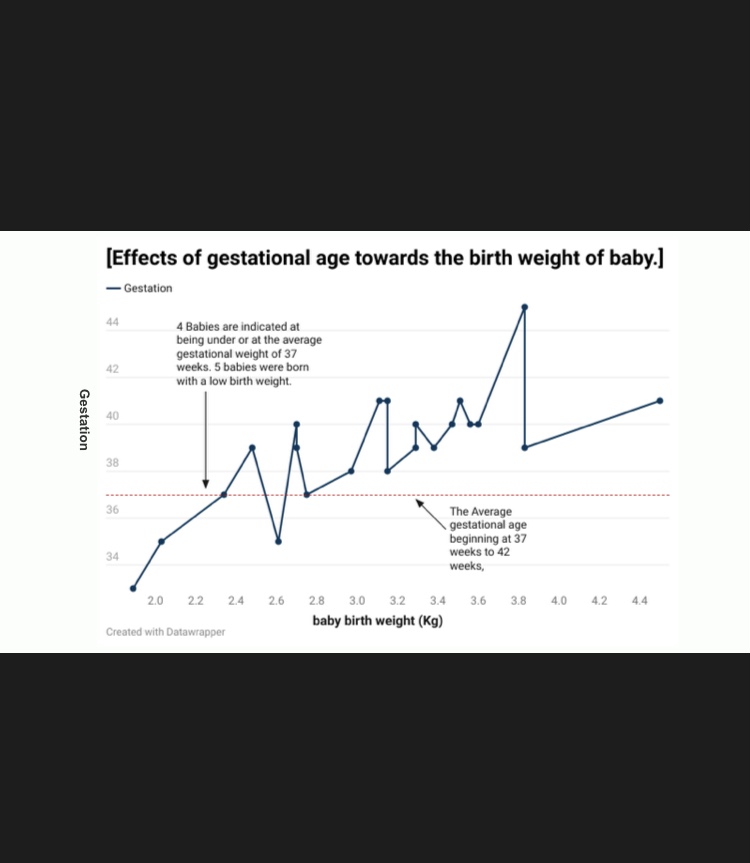 [Effects of gestational age towards the birth weight of baby.]
Gestation
44
4 Babies are indicated at
being under or at the average
gestational weight of 37
weeks. 5 babies were born
with a low birth weight.
42
Gestation
40
38
36
The Average
gestational age
beginning at 37
weeks to 42
weeks,
34
2.0 2.2 2.4 2.6 2.8 3.0 3.2 3.4 3.6 3.8 4.0 4.2 4.4
baby birth weight (Kg)
Created with Datawrapper